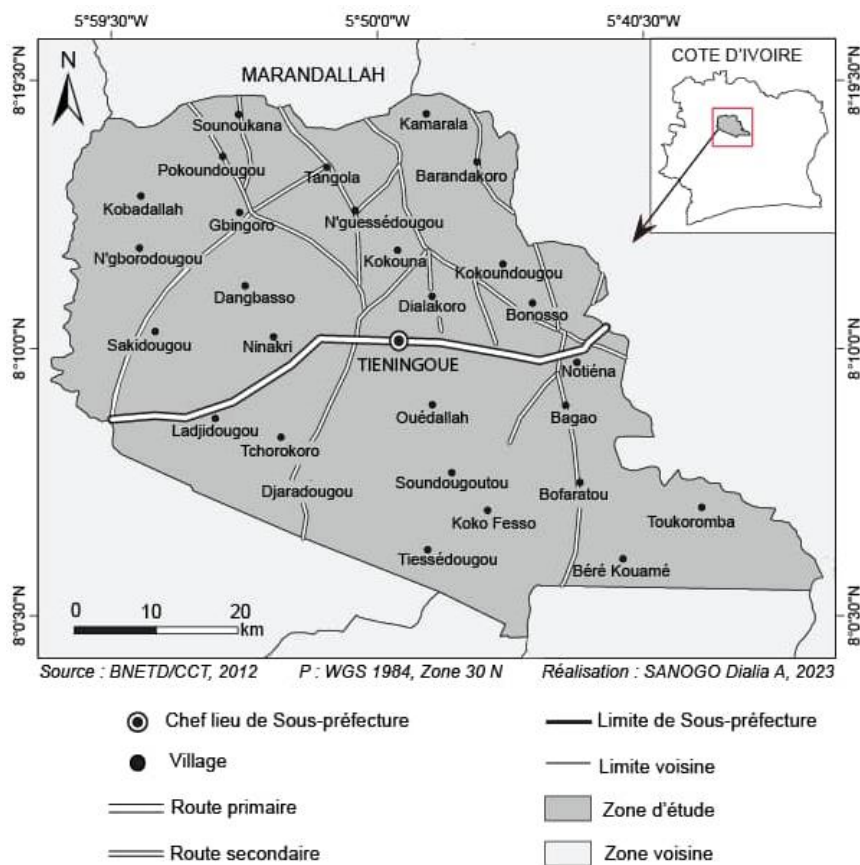 5°59'30"W 5°50'0"W 5°40'30"W
8°19'30"N
8°19'30"N
N
MARANDALLAH
COTE D'IVOIRE
Sounoukana
Kamarala
Pokoundougou
Tangola
Barandakoro
Kobadallah
Gbingoro
N'guessédougou
N'gborodougou
Kokouna
Kokoundougou
Dangbasso
Dialakoro
Bonosso
8°10'0"N
8°10'0"N
Sakidougou
Ninakri
TIENINGOUE
Notiéna
Ladjidougou
Ouédallah
Bagao
Tchorokoro
Djaradougou
Soundougoutou
Bofaratou
Koko Fesso
Toukoromba
Tiessédougou
Béré Kouamé
8°0'30"N
8°0'30"N
0 10 20
km
Source : BNETD/CCT, 2012 P : WGS 1984, Zone 30 N Réalisation : SANOGO Dialia A, 2023
Chef lieu de Sous-préfecture
Limite de Sous-préfecture
Village
Limite voisine
Route primaire
Zone d'étude
Route secondaire
Zone voisine